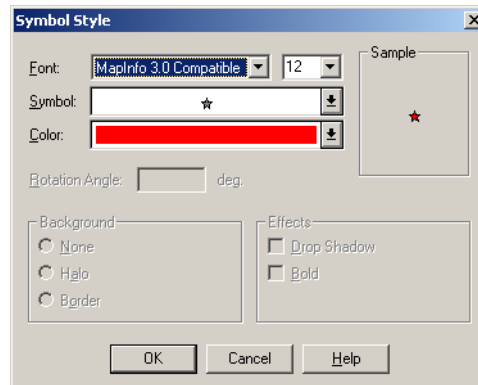 Symbol Style
Font: MapInfo 3.0 Compatible 12
Sample
Symbol:
Color:
Rotation Angle: deg.
Background
None
Halo
Border
Effects
Drop Shadow
Bold
OK Cancel Help